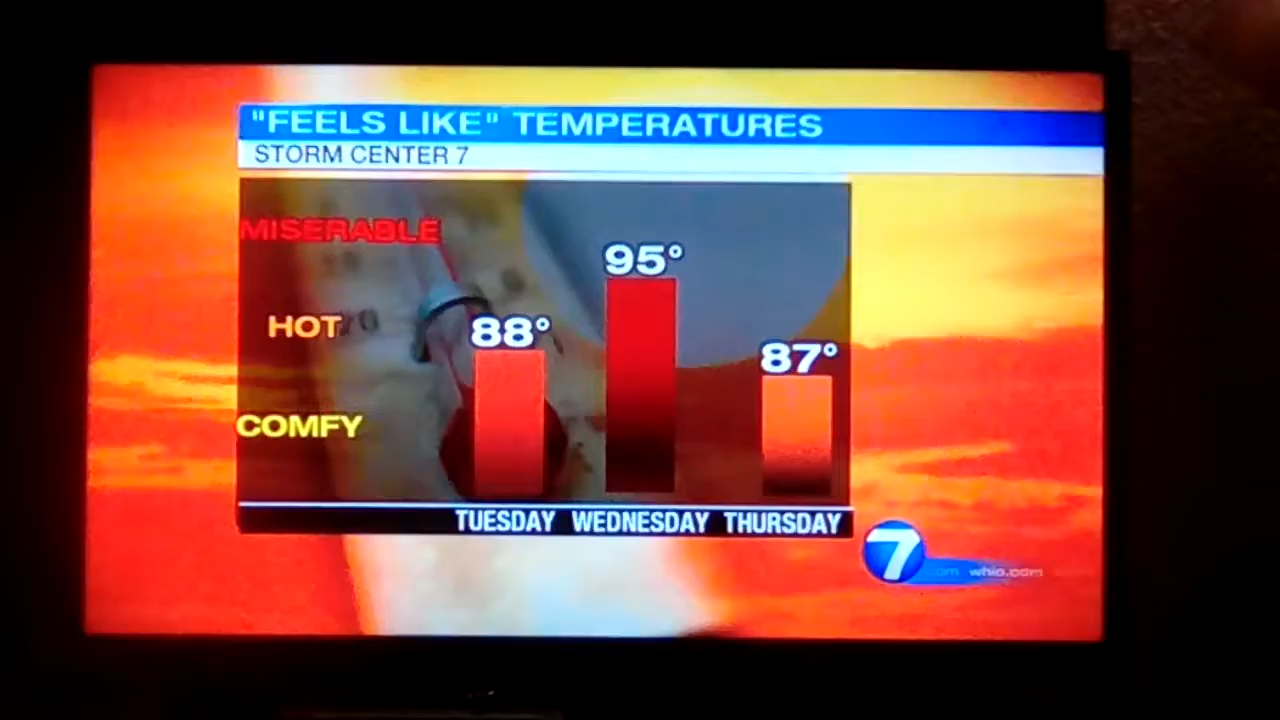 "FEELS LIKE" TEMPERATURES
STORM CENTER 7
MISERABLE
95°
HOT
88°
87°
COMFY
TUESDAY WEDNESDAY THURSDAY
7
whio.com